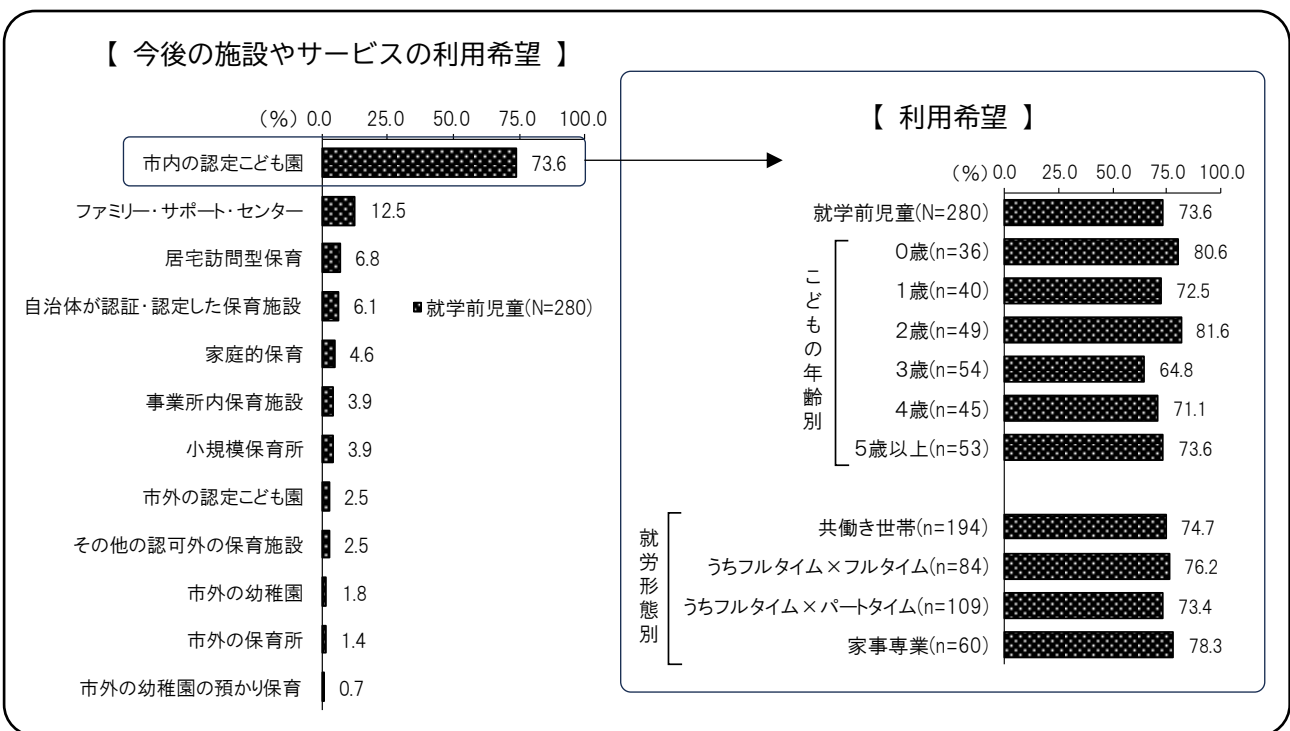 【 今後の施設やサービスの利用希望 】
(%) 0.0 25.0 50.0 75.0 100.0
市内の認定こども園 73.6
ファミリー・サポート・センター 12.5
居宅訪問型保育 6.8
自治体が認証・認定した保育施設 6.1
家庭的保育 4.6
事業所内保育施設 3.9
小規模保育所 3.9
市外の認定こども園 2.5
その他の認可外の保育施設 2.5
市外の幼稚園 1.8
市外の保育所 1.4
市外の幼稚園の預かり保育 0.7
就学前児童(N=280)
【 利用希望 】
(%) 0.0 25.0 50.0 75.0 100.0
就学前児童(N=280) 73.6
こどもの年齢別
0歳(n=36) 80.6
1歳(n=40) 72.5
2歳(n=49) 81.6
3歳(n=54) 64.8
4歳(n=45) 71.1
5歳以上(n=53) 73.6
就労形態別
共働き世帯(n=194) 74.7
うちフルタイム×フルタイム(n=84) 76.2
うちフルタイム×パートタイム(n=109) 73.4
家事専業(n=60) 78.3